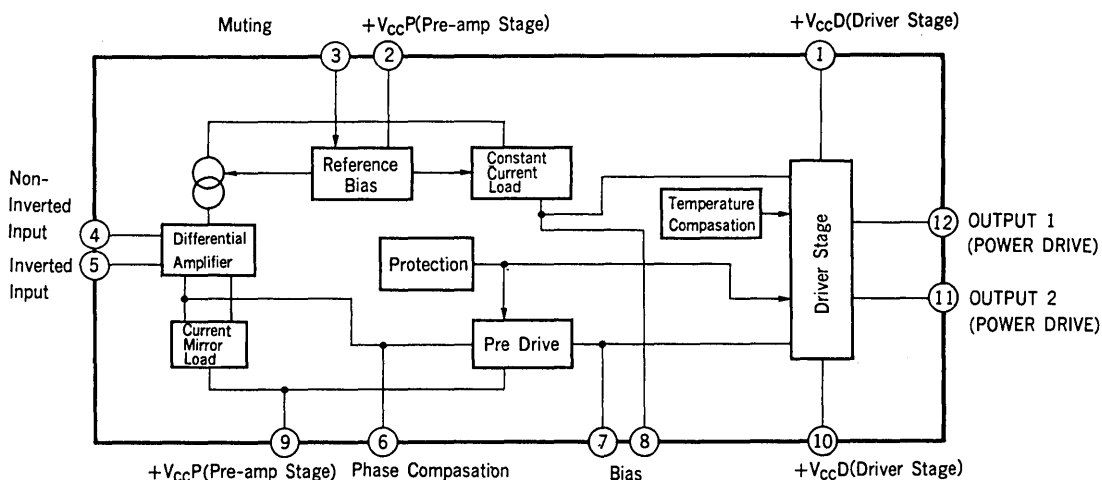 Muting
+VCCP(Pre-amp Stage)
+VCCD(Driver Stage)
3
2
1
Non-
Inverted
Input
4
Inverted
Input
5
Reference
Bias
Constant
Current
Load
Temperature
Compasation
Differential
Amplifier
Protection
Driver Stage
12
OUTPUT 1
(POWER DRIVE)
11
OUTPUT 2
(POWER DRIVE)
Current
Mirror
Load
Pre Drive
9
6
7
8
10
+VCCP(Pre-amp Stage)
Phase Compasation
Bias
+VCCD(Driver Stage)